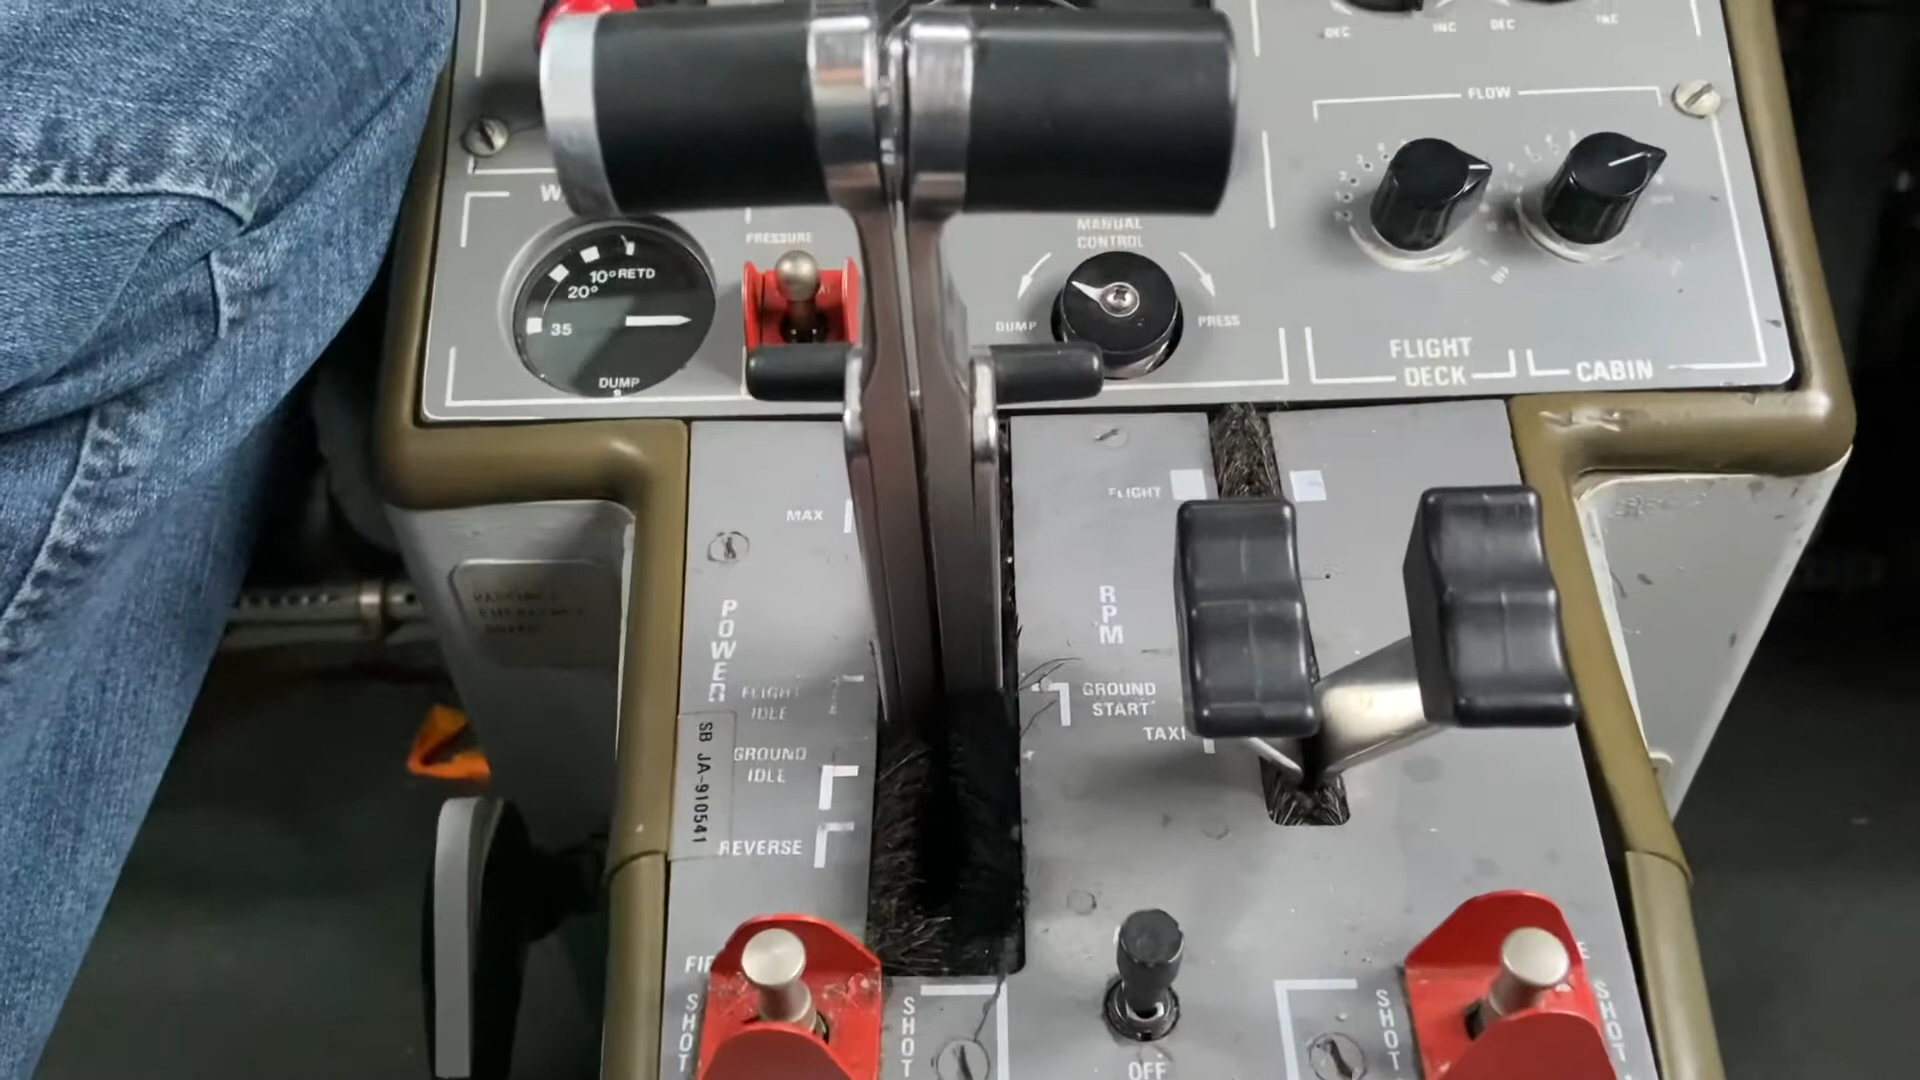 DEC INC DEC
FLOW
MANUAL
CONTROL
PRESSURE
10° RETD
20°
35
DUMP
DUMP PRESS
FLIGHT
DECK
CABIN
FLIGHT
MAX
POWER
RPM
FLIGHT
IDLE
GROUND
START
TAXI
GROUND
IDLE
SB JA-910541
REVERSE
SHOT
SHOT
SHOT
SHOT
OFF